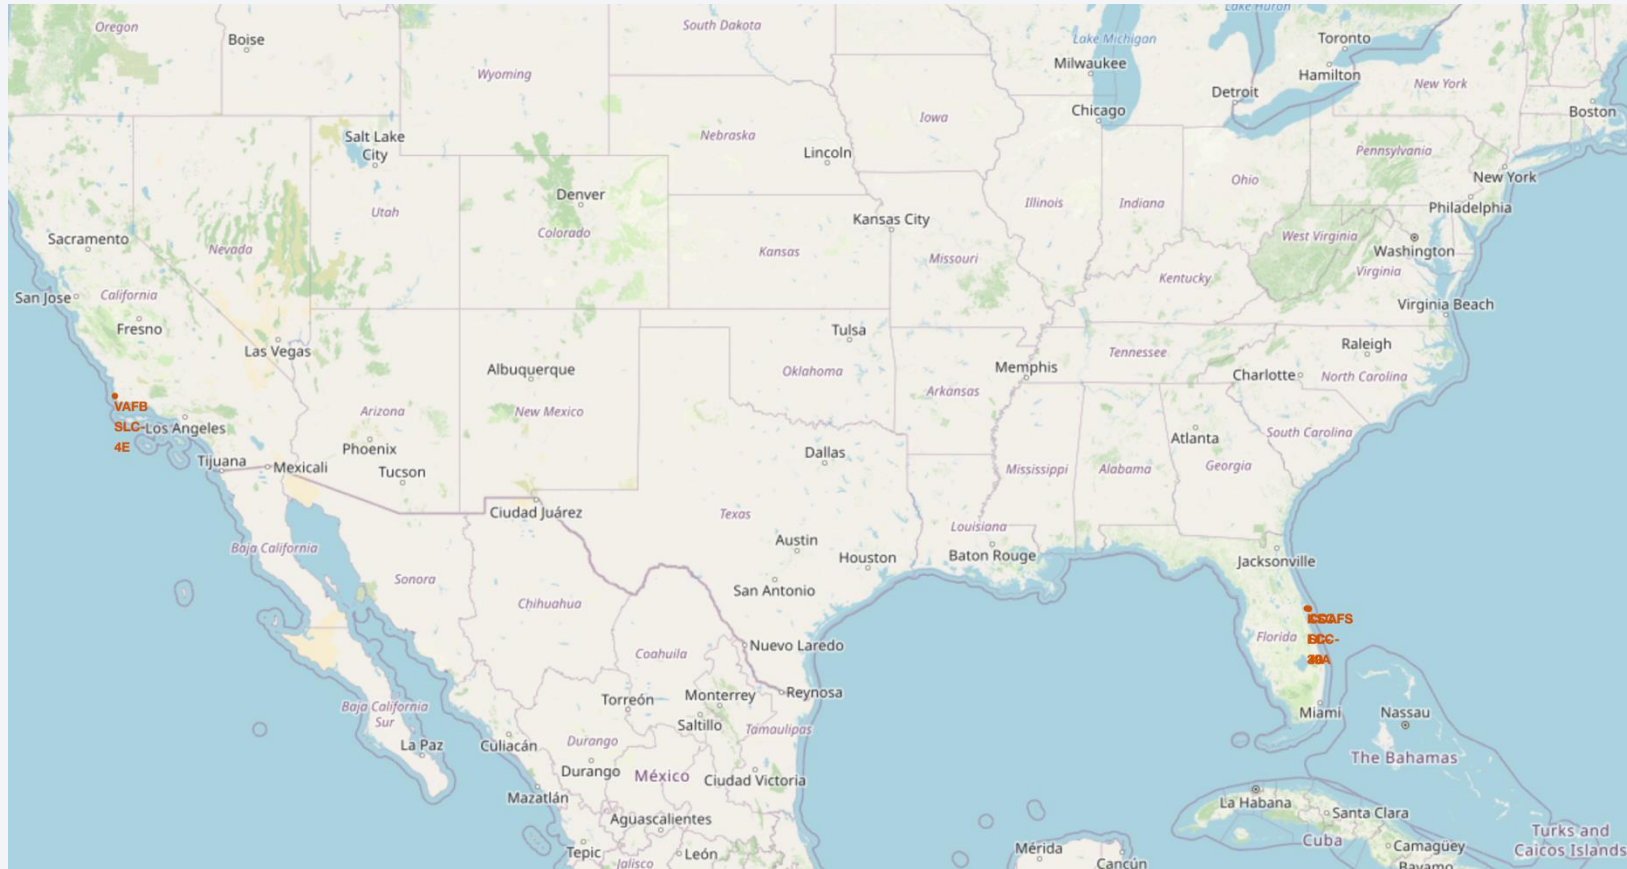 Oregon
Boise
South Dakota
Lake Huron
Lake Michigan
Toronto
Milwaukee
Wyoming
Hamilton
New York
Detroit
Chicago
Boston
Iowa
Nebraska
Salt Lake
City
Lincoln
Pennsylvania
New York
Denver
Ohio
Utah
Illinois
Indiana
Philadelphia
Kansas City
Colorado
Sacramento
Nevada
Kansas
Missouri
West Virginia
Washington
Virginia
Kentucky
San Jose
California
Virginia Beach
Fresno
Tulsa
Raleigh
Las Vegas
Tennessee
Albuquerque
Oklahoma
Memphis
Charlotte
North Carolina
Arkansas
VAFB
SLC-
4E
Los Angeles
Arizona
New Mexico
Phoenix
Dallas
Atlanta
South Carolina
Tijuana
Mexicali
Tucson
Mississippi
Alabama
Georgia
Ciudad Juárez
Texas
Louisiana
Baja California
Austin
Houston
Baton Rouge
Jacksonville
Sonora
San Antonio
Chihuahua
Florida
Coahuila
Nuevo Laredo
Torreón
Monterrey
Reynosa
Baja California
Sur
Saltillo
Tamaulipas
Miami
Nassau
La Paz
Culiacán
Durango
Durango
México
Ciudad Victoria
The Bahamas
Mazatlán
La Habana
Santa Clara
Aguascalientes
Turks and
Caicos Islands
Cuba
Camagüey
Tepic
León
Jalisco
Mérida
Cancún
Bayamo